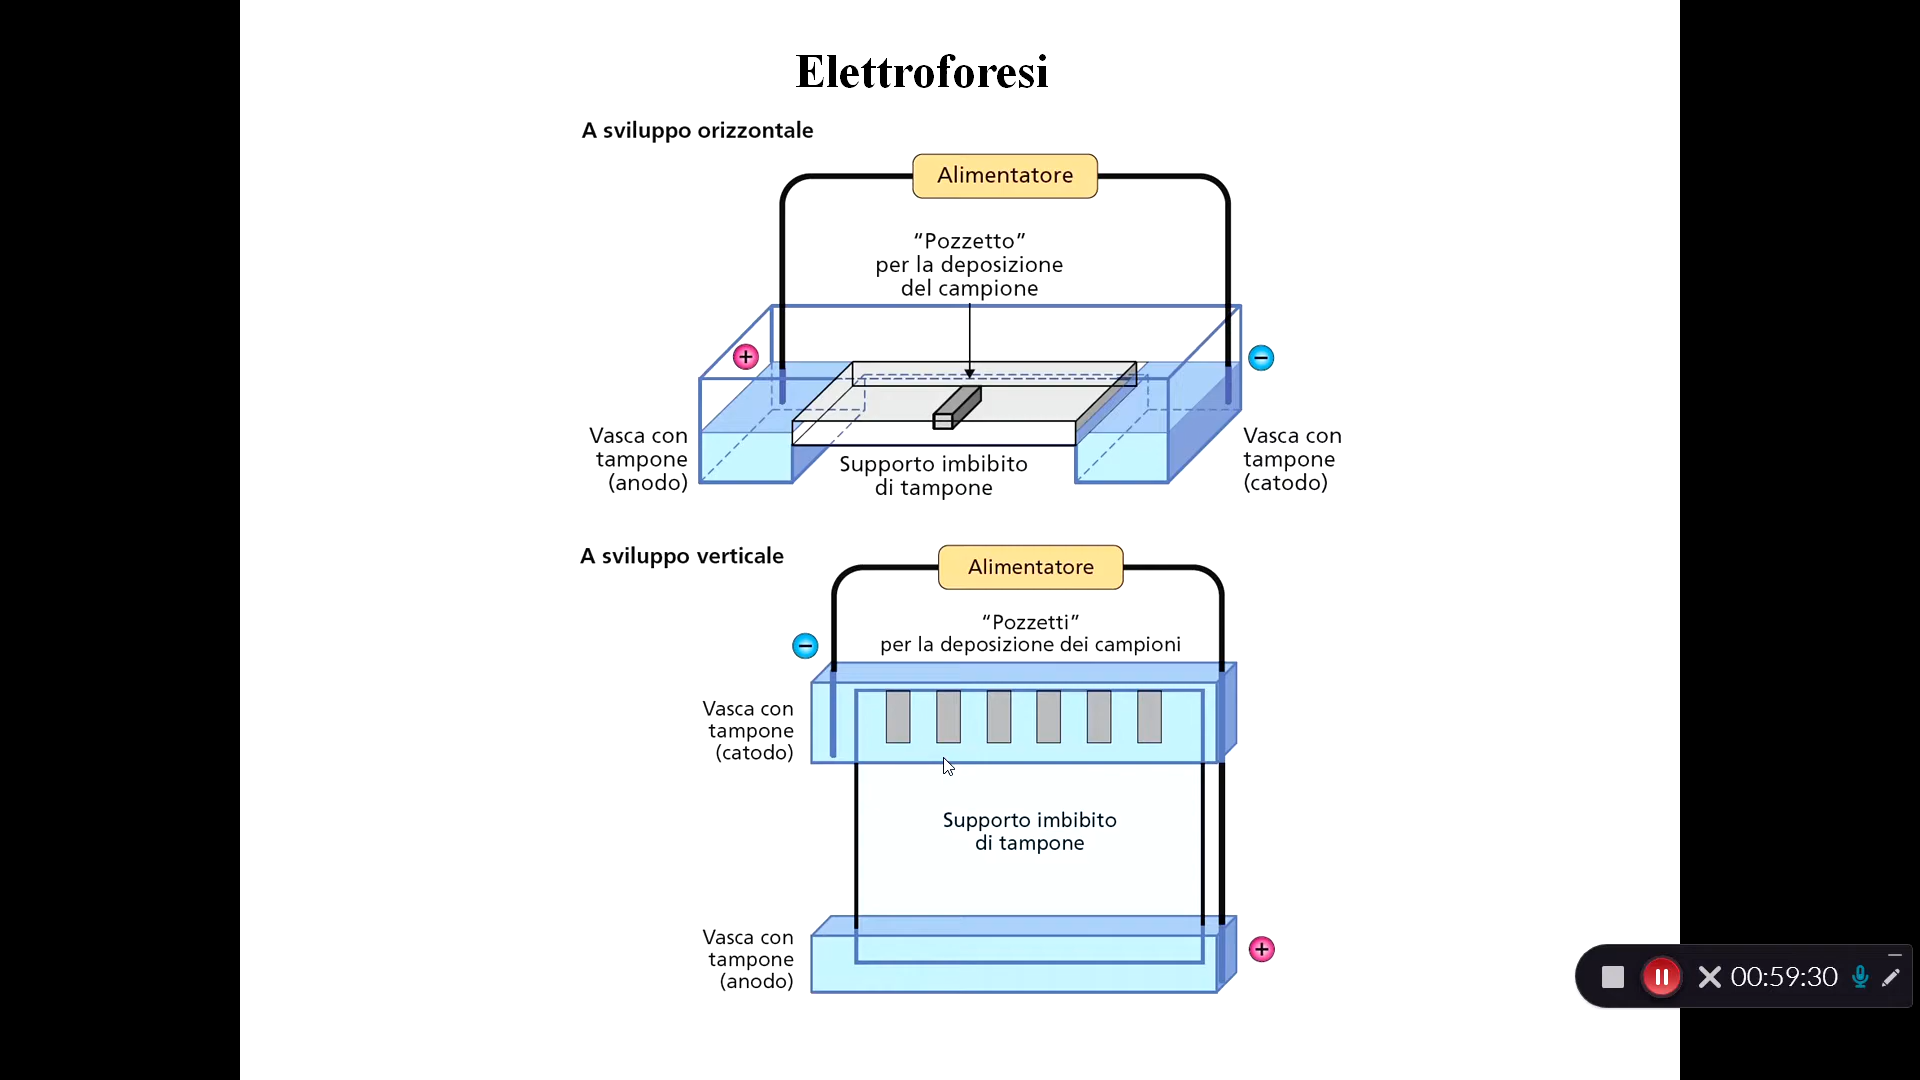 Elettroforesi
A sviluppo orizzontale
Alimentatore
“Pozzetto”
per la deposizione
del campione
+
−
Vasca con
tampone
(anodo)
Supporto imbibito
di tampone
Vasca con
tampone
(catodo)
A sviluppo verticale
Alimentatore
“Pozzetti”
per la deposizione dei campioni
−
Vasca con
tampone
(catodo)
Supporto imbibito
di tampone
Vasca con
tampone
(anodo)
+
00:59:30